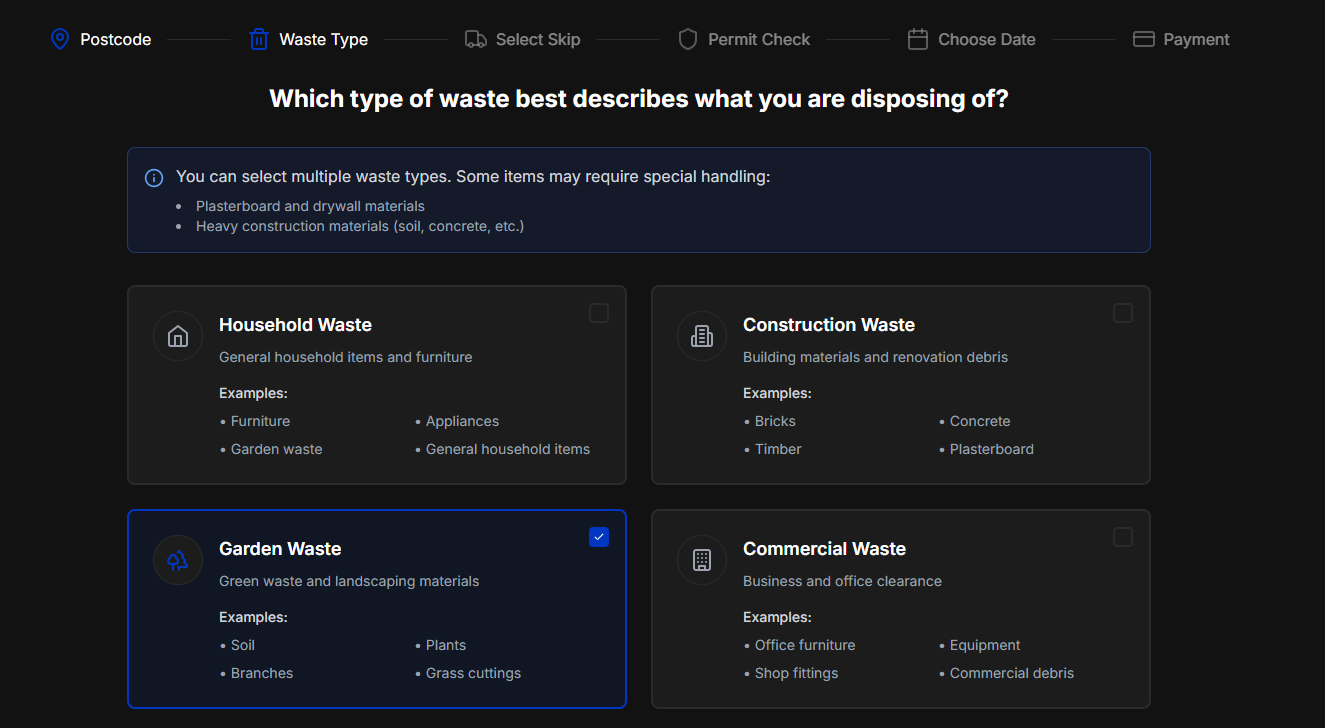 Postcode Waste Type Select Skip Permit Check Choose Date Payment
Which type of waste best describes what you are disposing of?
You can select multiple waste types. Some items may require special handling:
• Plasterboard and drywall materials
• Heavy construction materials (soil, concrete, etc.)
Household Waste
General household items and furniture
Examples:
• Furniture • Appliances
• Garden waste • General household items
Construction Waste
Building materials and renovation debris
Examples:
• Bricks • Concrete
• Timber • Plasterboard
Garden Waste
Green waste and landscaping materials
Examples:
• Soil • Plants
• Branches • Grass cuttings
Commercial Waste
Business and office clearance
Examples:
• Office furniture • Equipment
• Shop fittings • Commercial debris